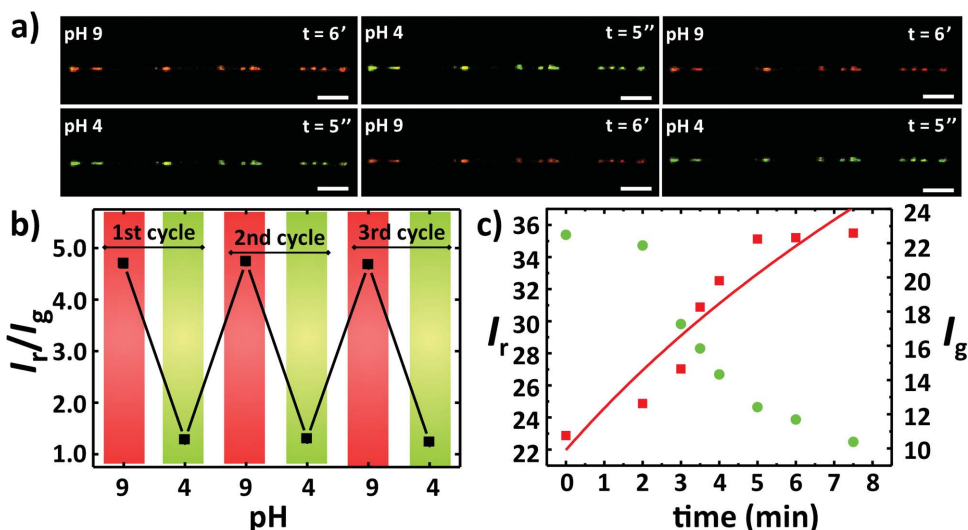 a)
pH 9 t = 6′ pH 4 t = 5″ pH 9 t = 6′
pH 4 t = 5″ pH 9 t = 6′ pH 4 t = 5″
b)
1st cycle 2nd cycle 3rd cycle
5.0
4.0
3.0
2.0
1.0
Ir/Ig
9 4 9 4 9 4
pH
c)
36
34
32
30
28
26
24
22
Ir
24
22
20
18
16
14
12
10
Ig
0 1 2 3 4 5 6 7 8
time (min)